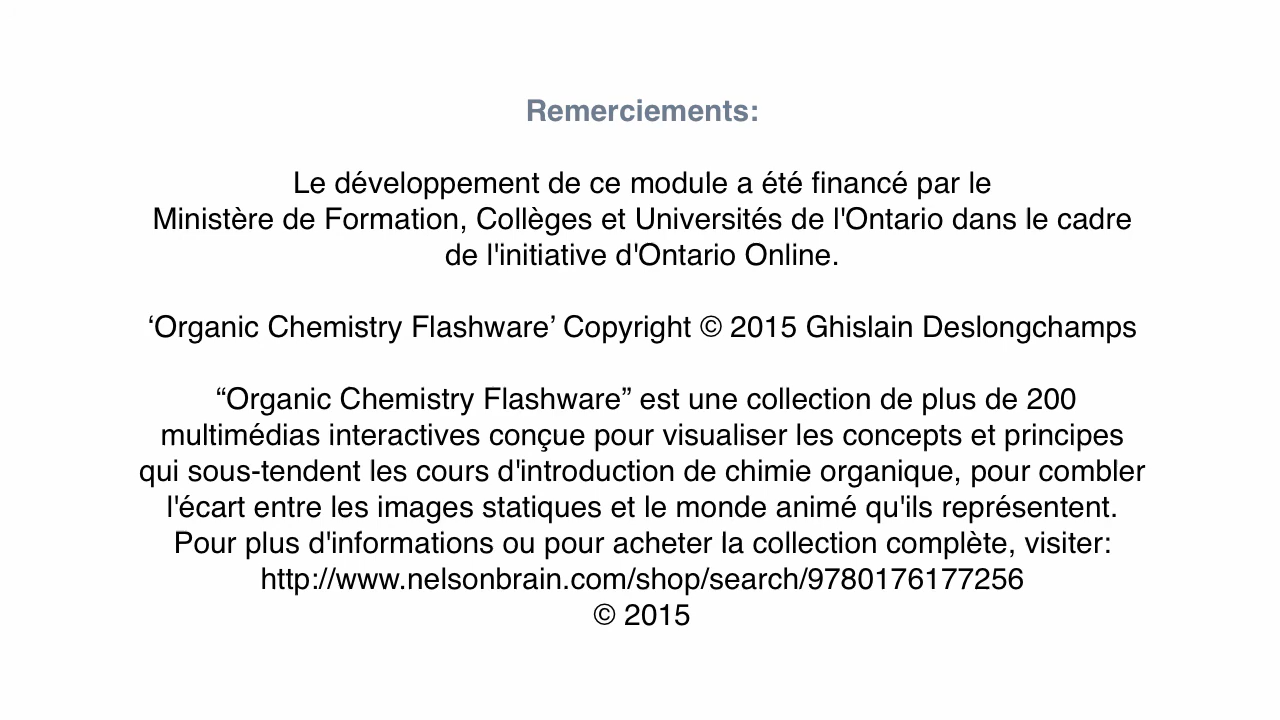 Remerciements:
Le développement de ce module a été financé par le
Ministère de Formation, Collèges et Universités de l'Ontario dans le cadre
de l'initiative d'Ontario Online.
‘Organic Chemistry Flashware’ Copyright © 2015 Ghislain Deslongchamps
“Organic Chemistry Flashware” est une collection de plus de 200
multimédias interactives conçue pour visualiser les concepts et principes
qui sous-tendent les cours d'introduction de chimie organique, pour combler
l'écart entre les images statiques et le monde animé qu'ils représentent.
Pour plus d'informations ou pour acheter la collection complète, visiter:
http://www.nelsonbrain.com/shop/search/9780176177256
© 2015